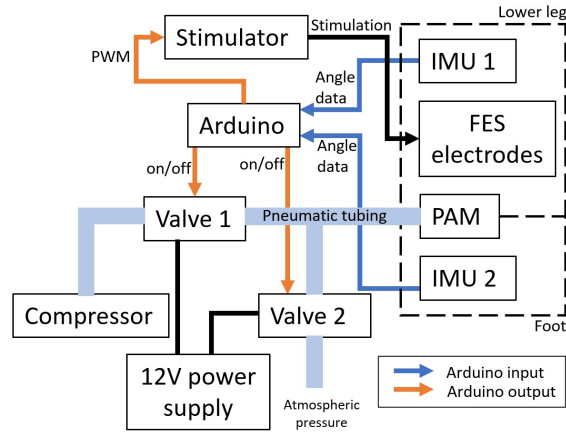 Lower leg
Stimulator
Stimulation
IMU 1
PWM
Angle
data
Arduino
FES
electrodes
Angle
data
on/off
on/off
Valve 1
Pneumatic tubing
PAM
IMU 2
Compressor
Valve 2
Foot
12V power
supply
Atmospheric
pressure
Arduino input
Arduino output